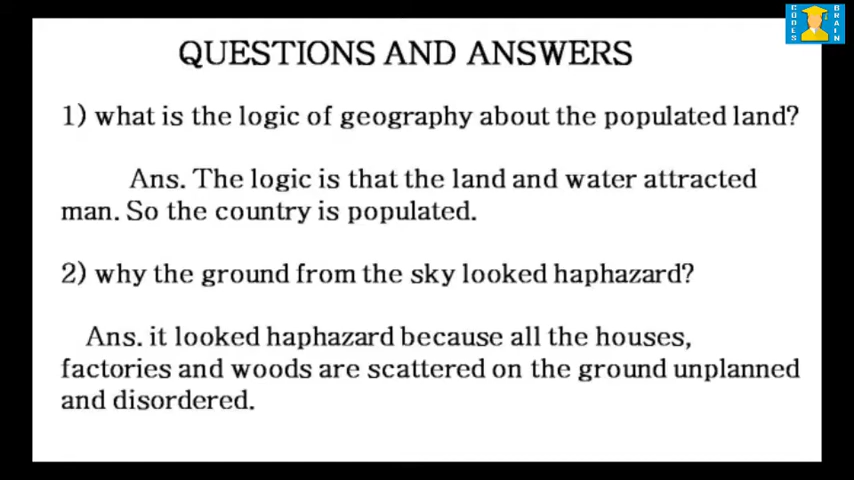 QUESTIONS AND ANSWERS
CODES BRAIN
1) what is the logic of geography about the populated land?
Ans. The logic is that the land and water attracted
man. So the country is populated.
2) why the ground from the sky looked haphazard?
Ans. it looked haphazard because all the houses,
factories and woods are scattered on the ground unplanned
and disordered.